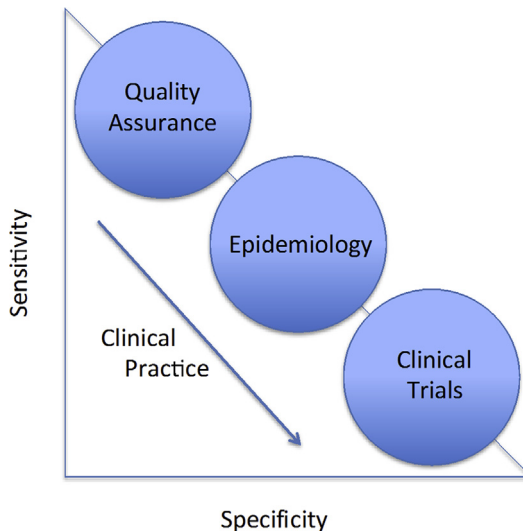 Quality
Assurance
Epidemiology
Clinical
Trials
Clinical
Practice
Sensitivity
Specificity